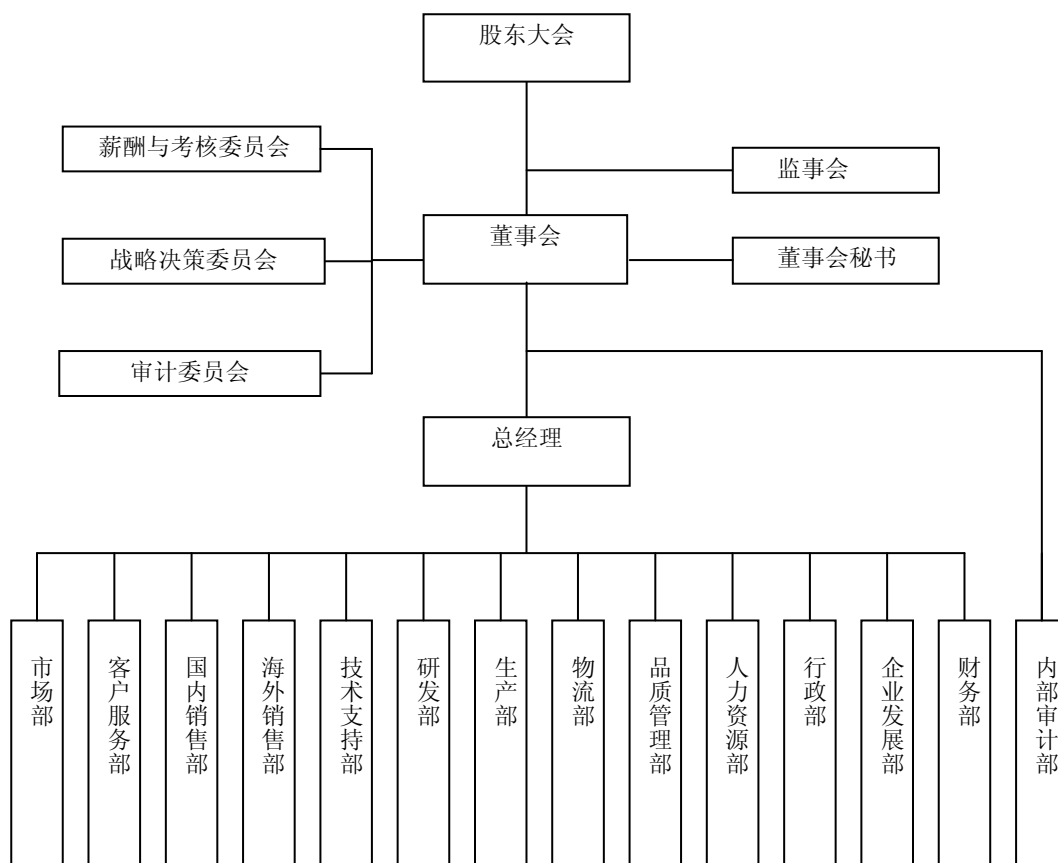 股东大会
薪酬与考核委员会
监事会
董事会
战略决策委员会
董事会秘书
审计委员会
总经理
市场部
客户服务部
国内销售部
海外销售部
技术支持部
研发部
生产部
物流部
品质管理部
人力资源部
行政部
企业发展部
财务部
内部审计部